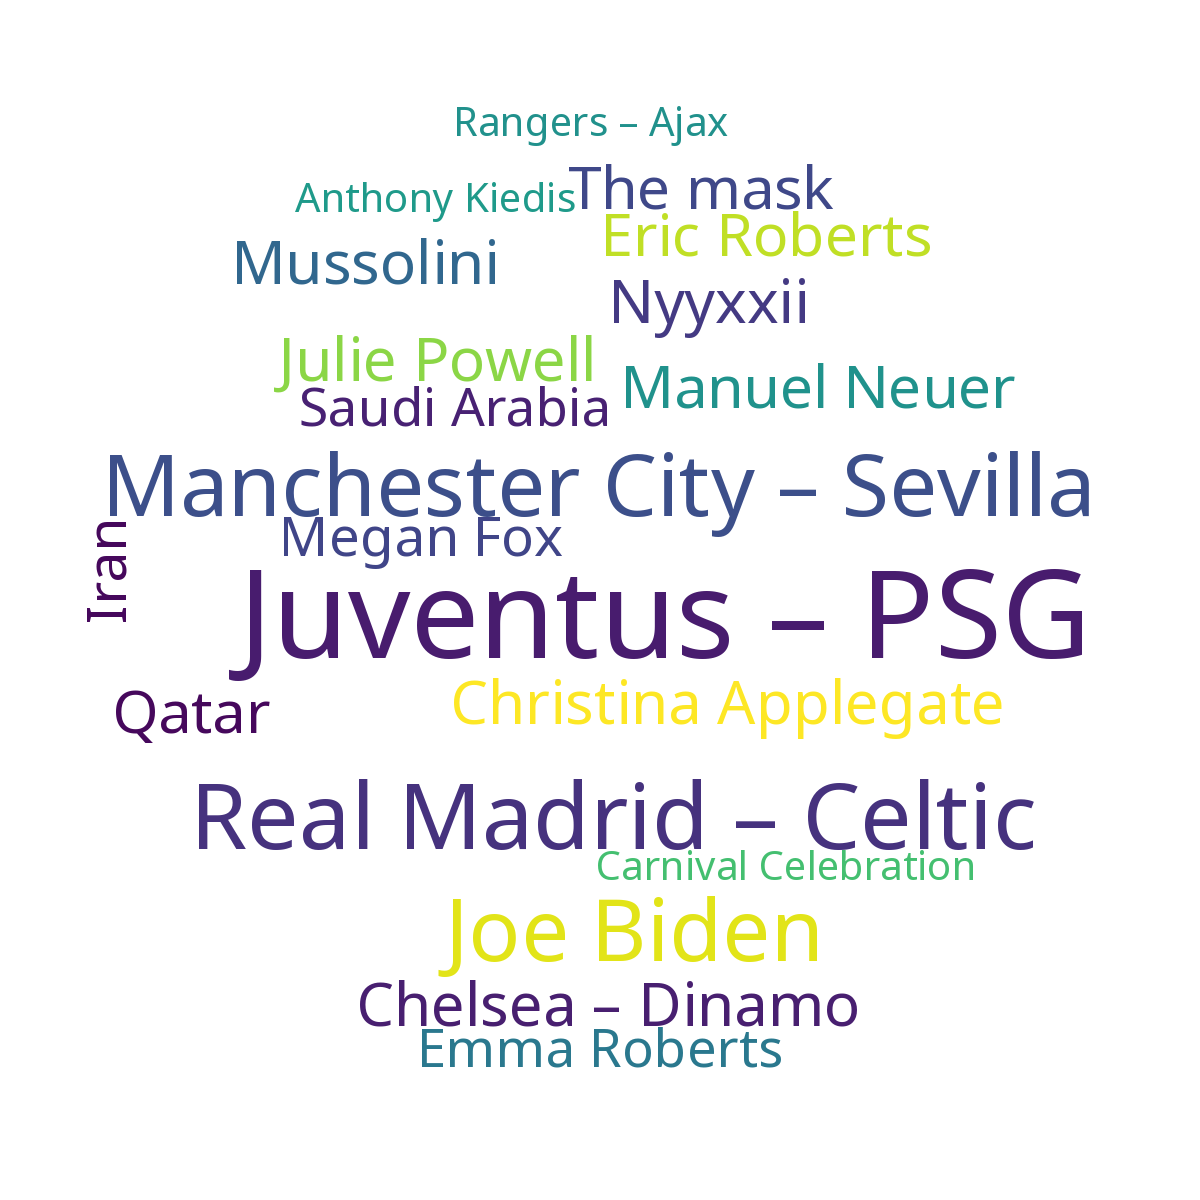 Rangers – Ajax
The mask
Anthony Kiedis
Eric Roberts
Mussolini
Nyyxxii
Julie Powell
Manuel Neuer
Saudi Arabia
Manchester City – Sevilla
Megan Fox
Iran
Juventus – PSG
Christina Applegate
Qatar
Real Madrid – Celtic
Carnival Celebration
Joe Biden
Chelsea – Dinamo
Emma Roberts